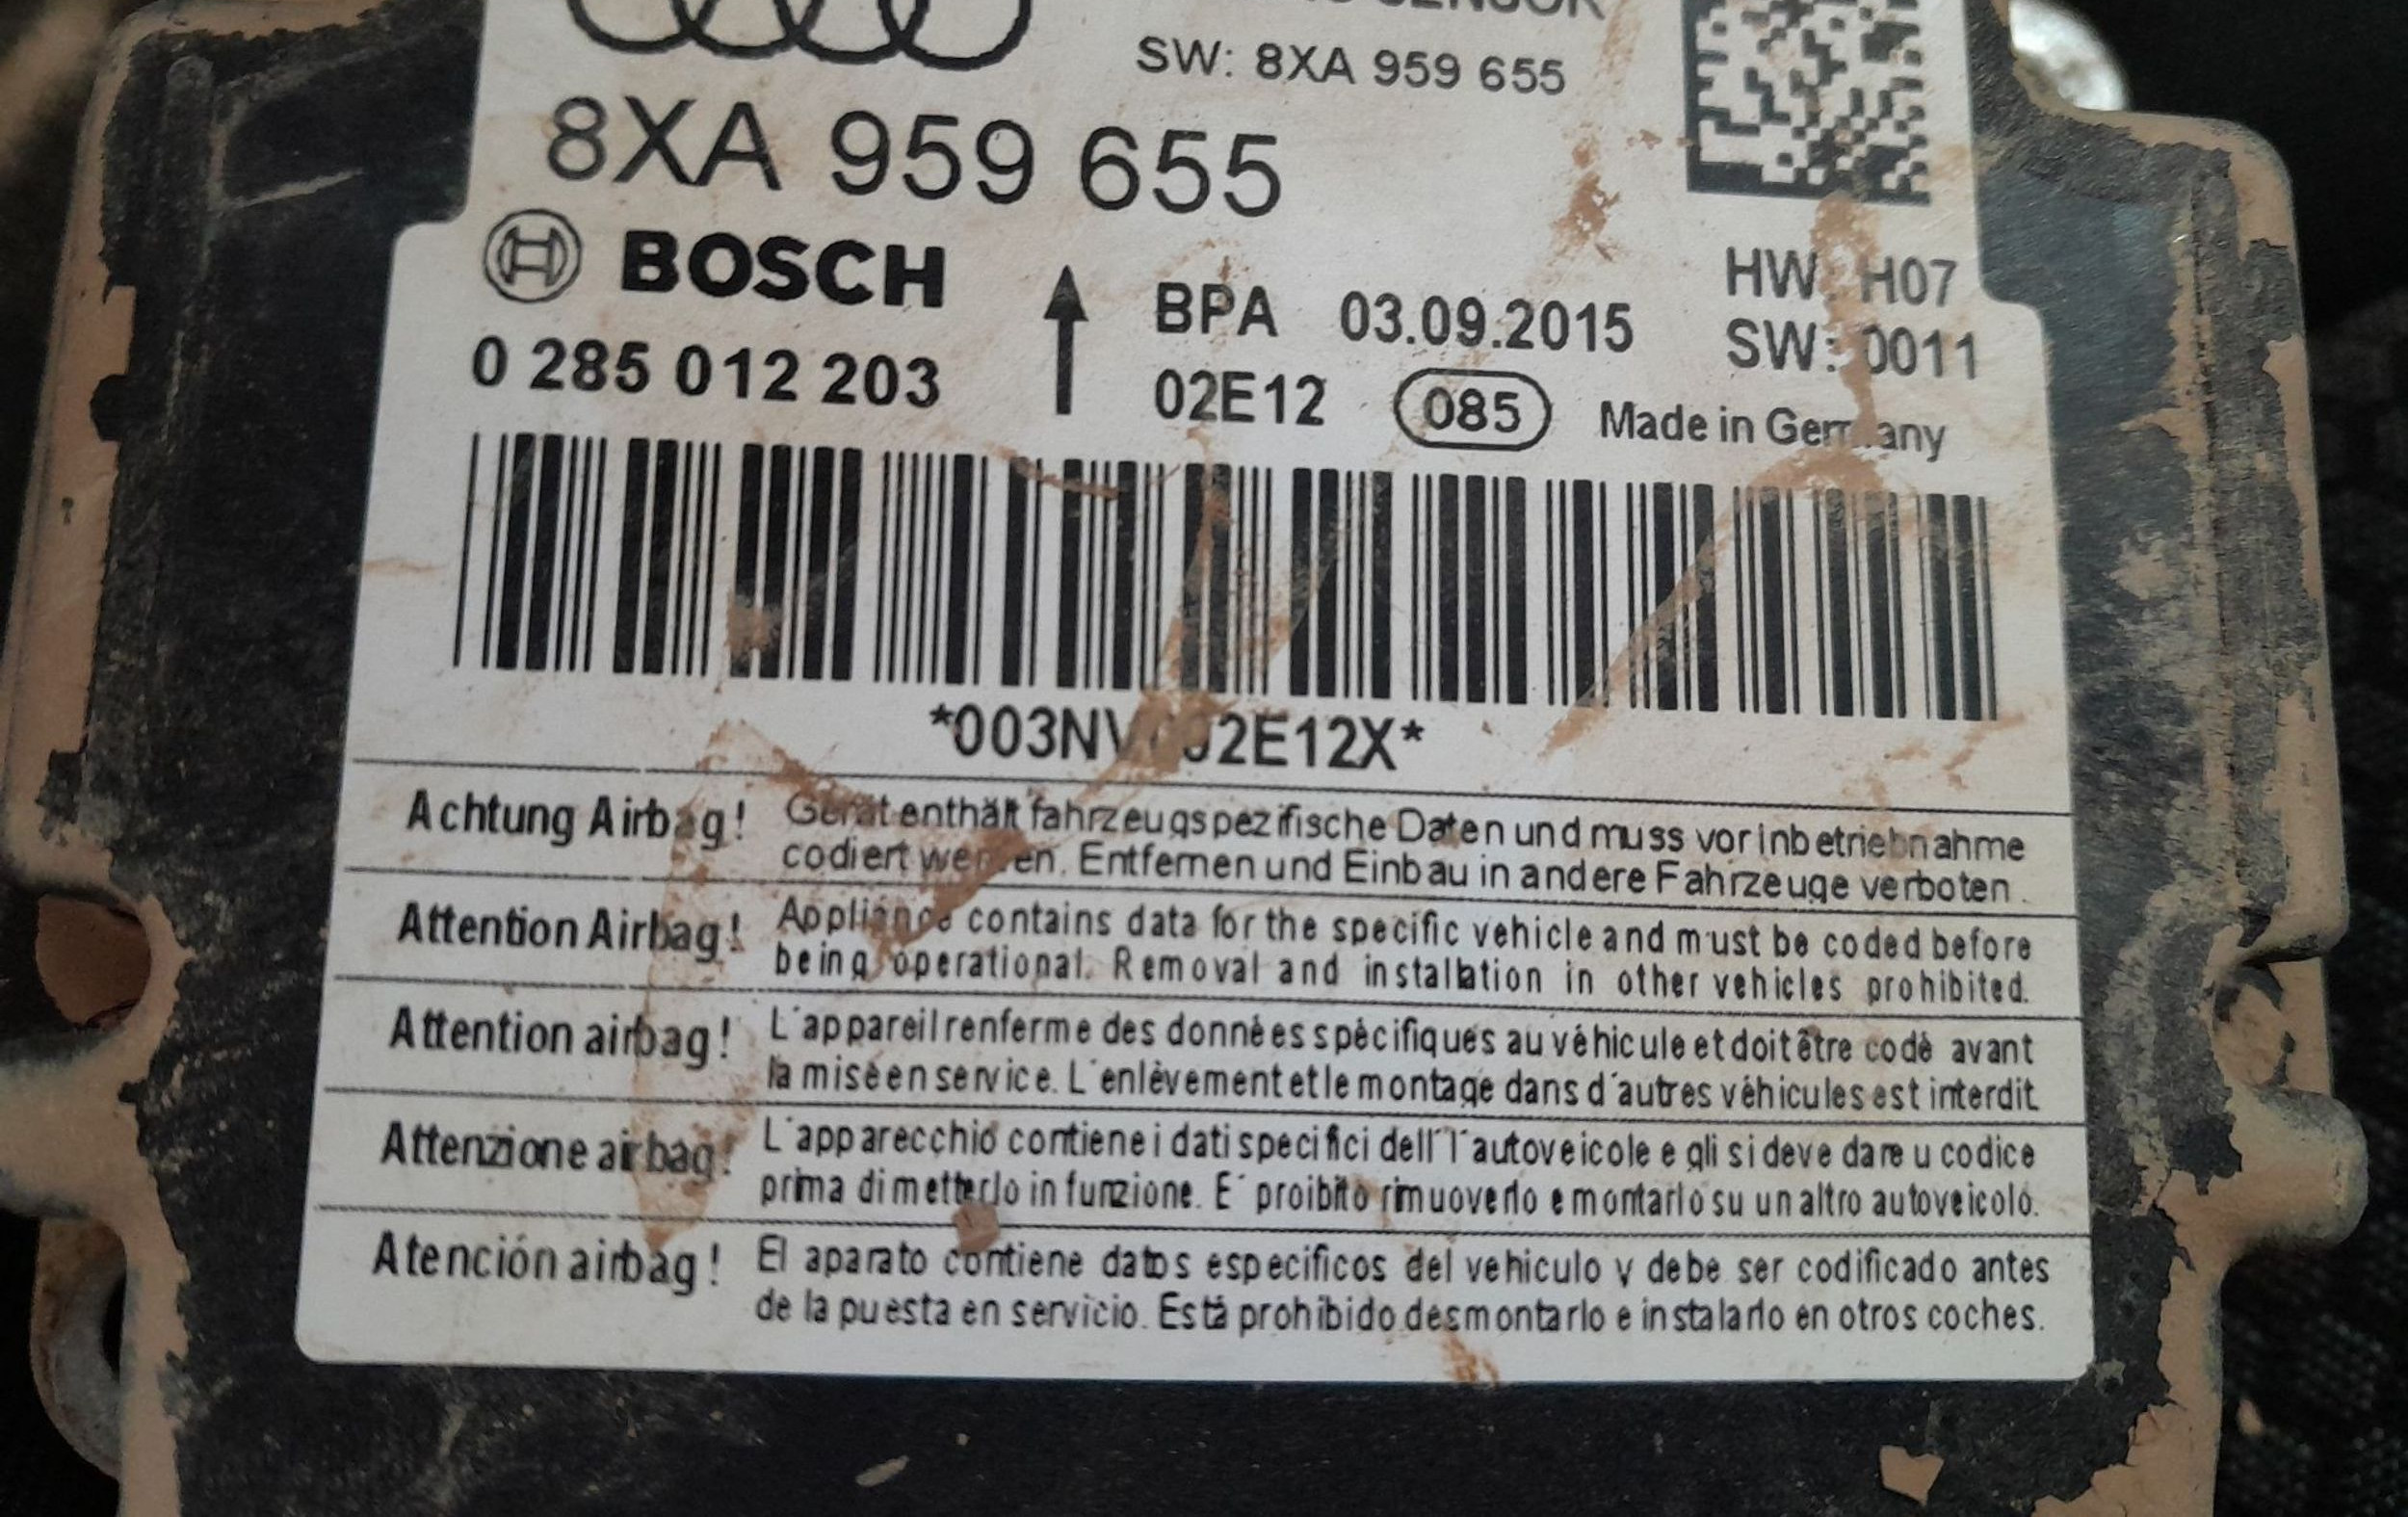 SENSOR
SW: 8XA 959 655
8XA 959 655
BOSCH
0 285 012 203
BPA 03.09.2015
02E12 085
HW: H07
SW: 0011
Made in Germany
Achtung Airbag! Gerät enthält fahrzeugspezifische Daten und muss vor Inbetriebnahme
codiert werden. Entfernen und Einbau in andere Fahrzeuge verboten.
Attention Airbag! Appliance contains data for the specific vehicle and must be coded before
being operational. Removal and installation in other vehicles prohibited.
Attention airbag! L´appareil renferme des donnèes spècifiques au vèhicule et doit être codè avant
la mise en service. L´enlèvement et le montage dans d´autres vèhicules est interdit.
Attenzione airbag! L´apparecchio contiene i dati specifici dell´l´autoveicole e gli si deve dare u codice
prima di metterlo in funzione. E´ proibito rimuoverlo e montarlo su un altro autoveicolo.
Atención airbag! El aparato contiene datos especificos del vehiculo y debe ser codificado antes
de la puesta en servicio. Está prohibido desmontarlo e instalarlo en otros coches.